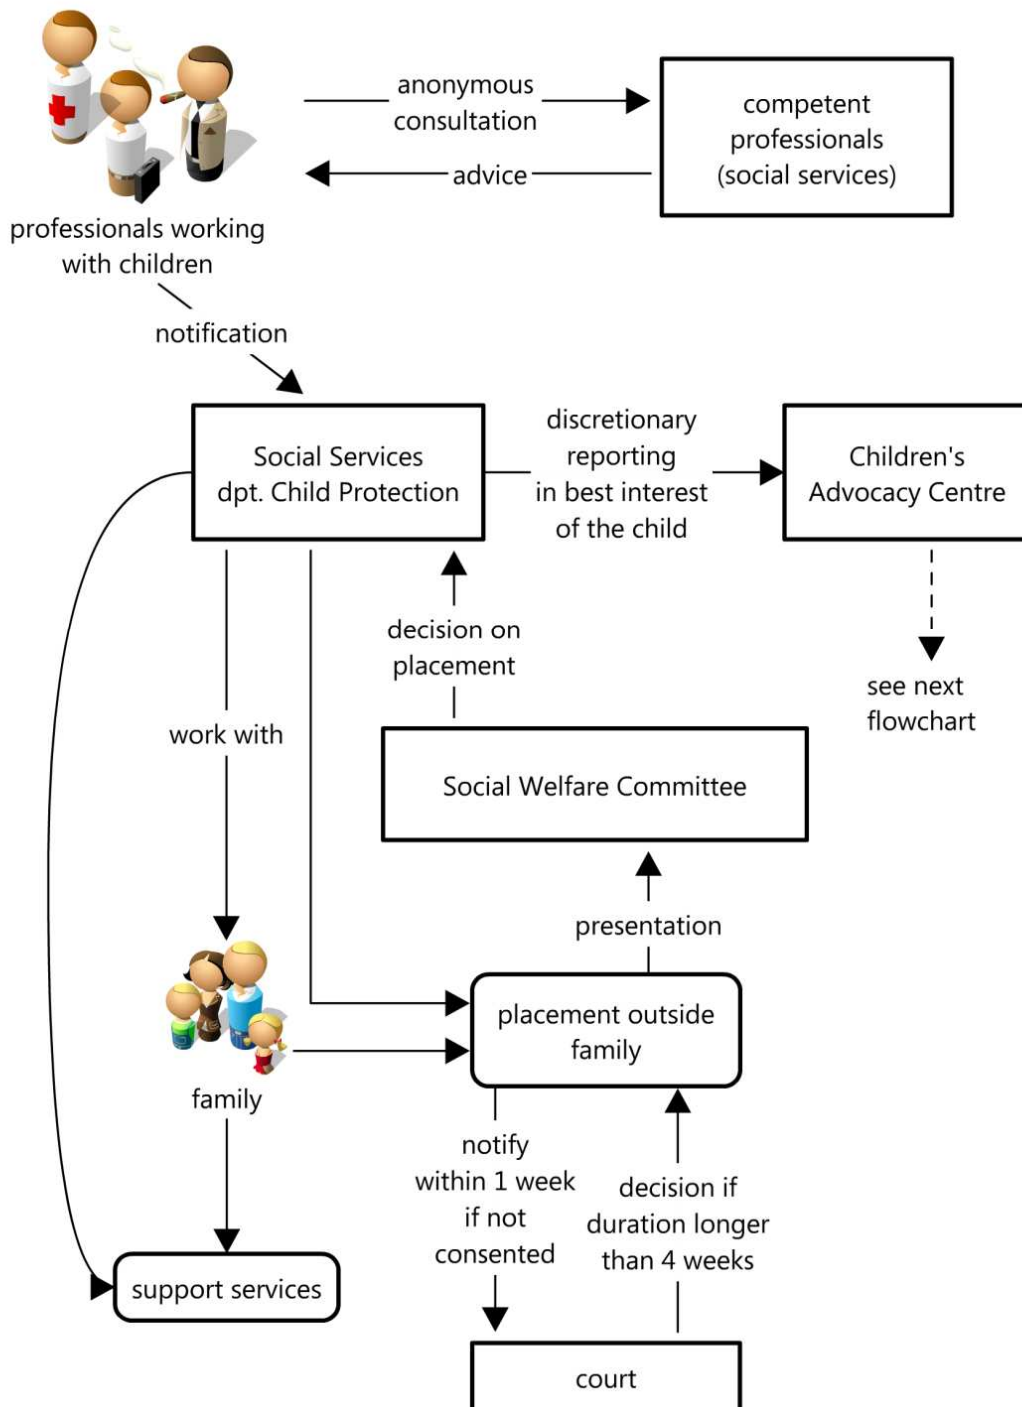 anonymous
consultation
competent
professionals
(social services)
advice
professionals working
with children
notification
Social Services
dpt. Child Protection
discretionary
reporting
in best interest
of the child
Children's
Advocacy Centre
decision on
placement
see next
flowchart
work with
Social Welfare Committee
presentation
placement outside
family
family
notify
within 1 week
if not
consented
decision if
duration longer
than 4 weeks
support services
court